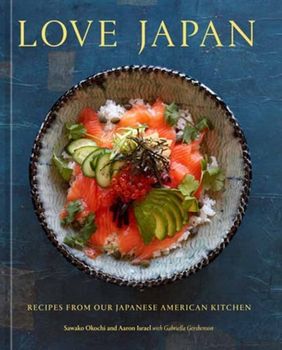 LOVE JAPAN
RECIPES FROM OUR JAPANESE AMERICAN KITCHEN
Sawako Okochi and Aaron Israel with Gabriella Gershenson